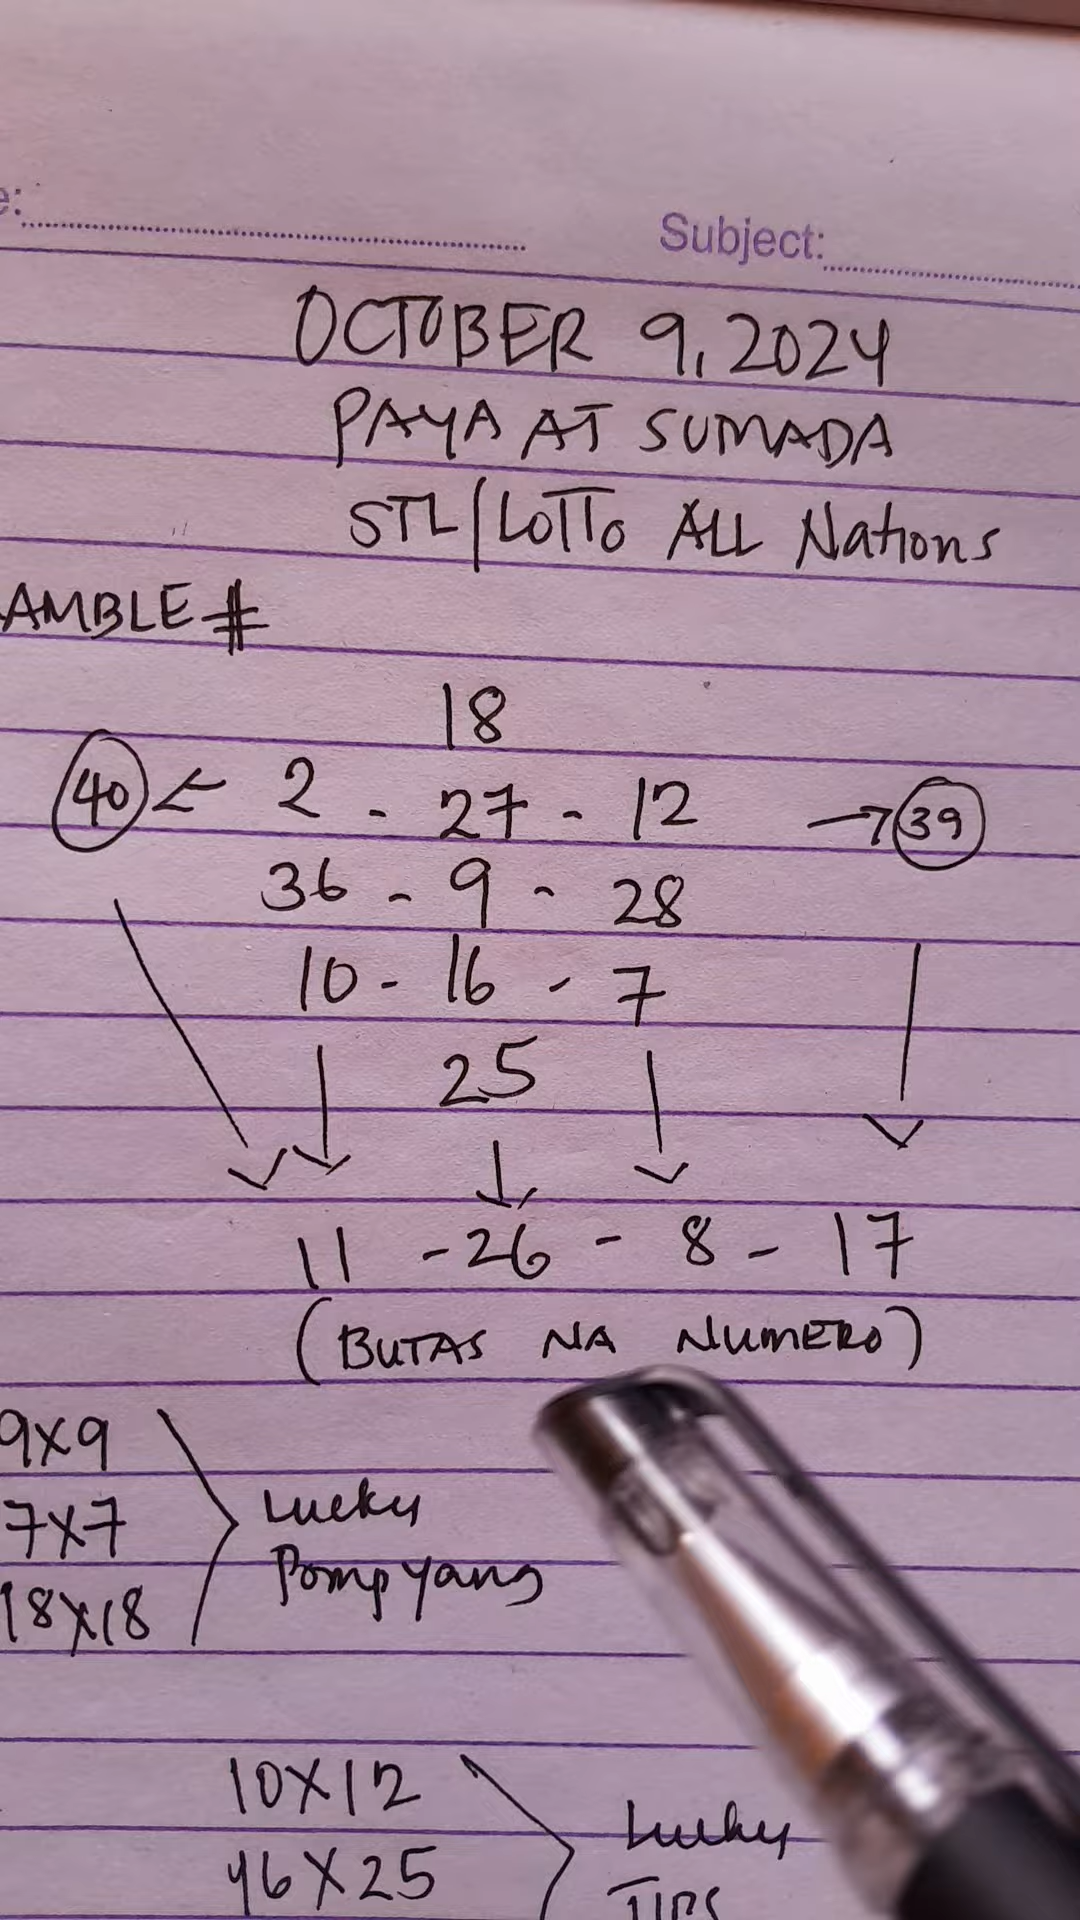 e:
Subject:
OCTOBER 9, 2024
PAYA AT SUMADA
STL/LOTTO ALL Nations
AMBLE #
18
40 ← 2 - 27 - 12 → 39
36 - 9 - 28
10 - 16 - 7
25
11 - 26 - 8 - 17
(BUTAS NA NUMERO)
9X9
7X7
18X18
Lucky
Pompyang
10X12
16X25
Lucky
TIPS